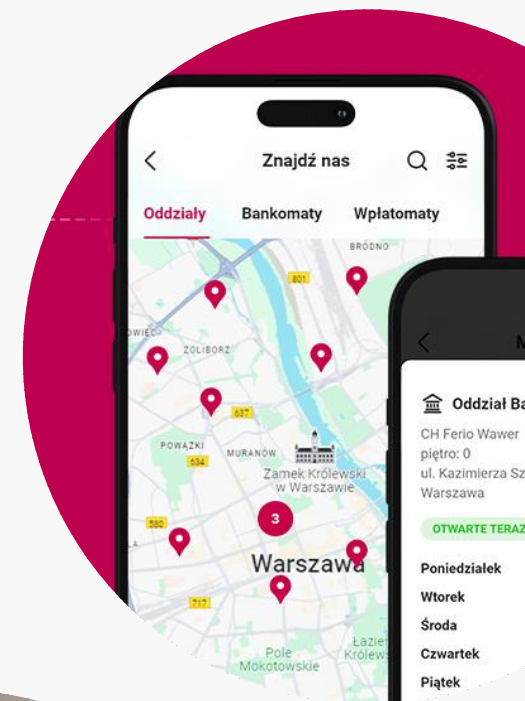 Znajdź nas
Oddziały Bankomaty Wpłatomaty
BRÓDNO
801
ŻOLIBORZ
637
POWĄZKI
MURANÓW
634
Zamek Królewski
w Warszawie
580
3
Warszawa
717
Pole
Mokotowskie
Łazie
Królews
M
Oddział Ba
CH Ferio Wawer
piętro: 0
ul. Kazimierza Sz
Warszawa
OTWARTE TERAZ
Poniedziałek
Wtorek
Środa
Czwartek
Piątek